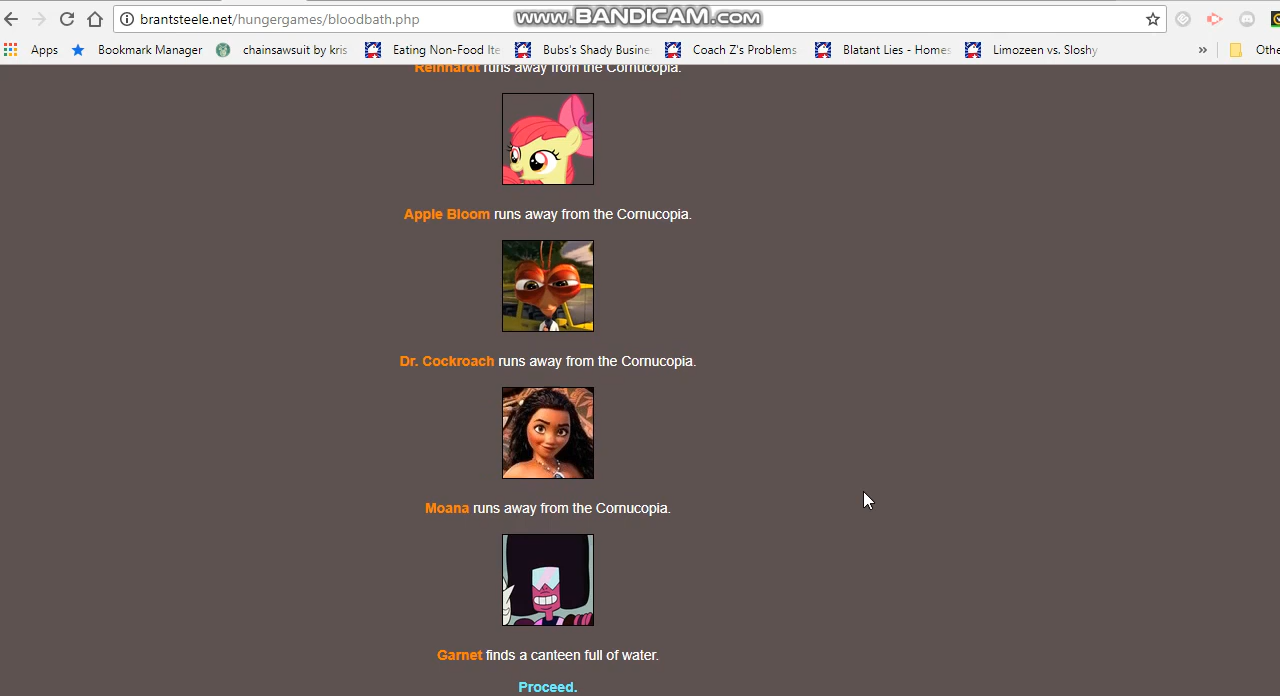 brantsteele.net/hungergames/bloodbath.php
www.BANDICAM.com
Apps
Bookmark Manager
chainsawsuit by kris
Eating Non-Food Ite
Bubs's Shady Busine
Coach Z's Problems
Blatant Lies - Homes
Limozeen vs. Sloshy
»
Othe
Reinhardt runs away from the Cornucopia.
Apple Bloom runs away from the Cornucopia.
Dr. Cockroach runs away from the Cornucopia.
Moana runs away from the Cornucopia.
Garnet finds a canteen full of water.
Proceed.